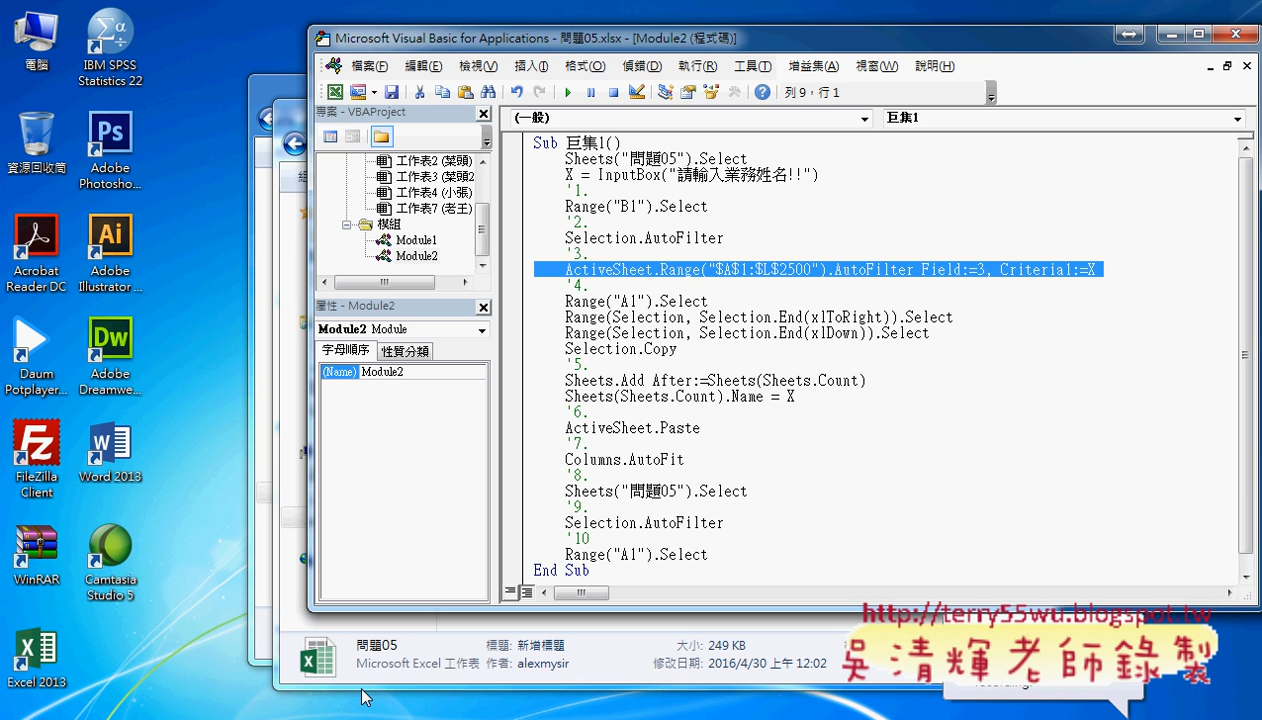 電腦
IBM SPSS
Statistics 22
資源回收筒
Adobe
Photosho...
Acrobat
Reader DC
Adobe
Illustrator ...
Daum
Potplayer...
Adobe
Dreamwe...
FileZilla
Client
Word 2013
WinRAR
Camtasia
Studio 5
Excel 2013
Microsoft Visual Basic for Applications - 問題05.xlsx - [Module2 (程式碼)]
檔案(F) 編輯(E) 檢視(V) 插入(I) 格式(O) 偵錯(D) 執行(R) 工具(T) 增益集(A) 視窗(W) 說明(H)
列 9，行 1
專案 - VBAProject
工作表2 (菜頭)
工作表3 (菜頭2
工作表4 (小張)
工作表7 (老王)
模組
Module1
Module2
屬性 - Module2
Module2 Module
字母順序 性質分類
(Name) Module2
(一般) 巨集1
Sub 巨集1()
Sheets("問題05").Select
X = InputBox("請輸入業務姓名!!")
'1.
Range("B1").Select
'2.
Selection.AutoFilter
'3.
ActiveSheet.Range("$A$1:$L$2500").AutoFilter Field:=3, Criteria1:=X
'4.
Range("A1").Select
Range(Selection, Selection.End(xlToRight)).Select
Range(Selection, Selection.End(xlDown)).Select
Selection.Copy
'5.
Sheets.Add After:=Sheets(Sheets.Count)
Sheets(Sheets.Count).Name = X
'6.
ActiveSheet.Paste
'7.
Columns.AutoFit
'8.
Sheets("問題05").Select
'9.
Selection.AutoFilter
'10
Range("A1").Select
End Sub
問題05 標題: 新增標題 大小: 249 KB
Microsoft Excel 工作表 作者: alexmysir 修改日期: 2016/4/30 上午 12:02
http://terry55wu.blogspot.tw
吳清輝老師錄製